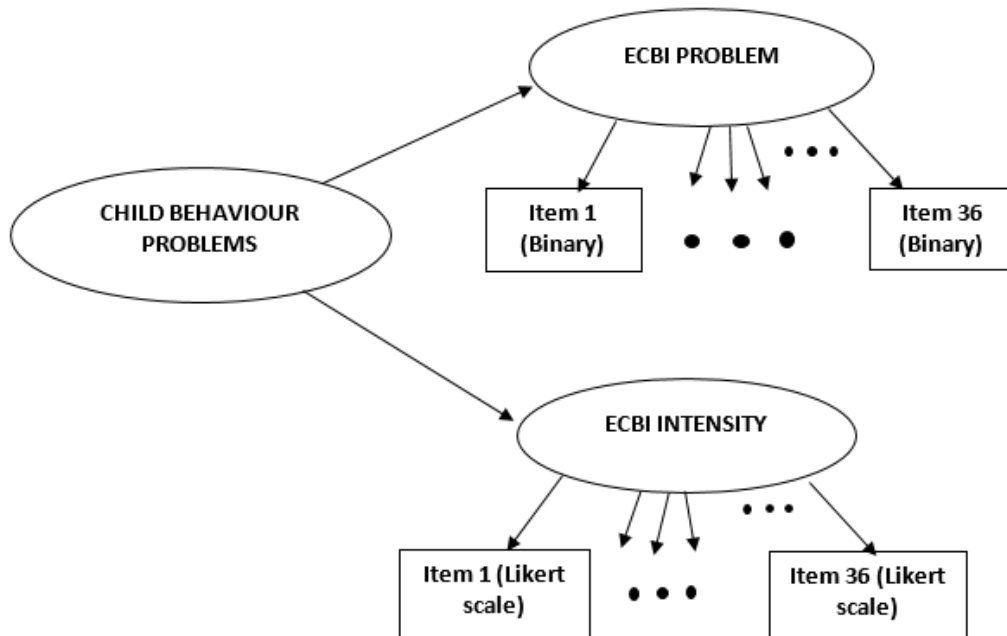 ECBI PROBLEM
CHILD BEHAVIOUR
PROBLEMS
Item 1
(Binary)
Item 36
(Binary)
ECBI INTENSITY
Item 1 (Likert
scale)
Item 36 (Likert
scale)